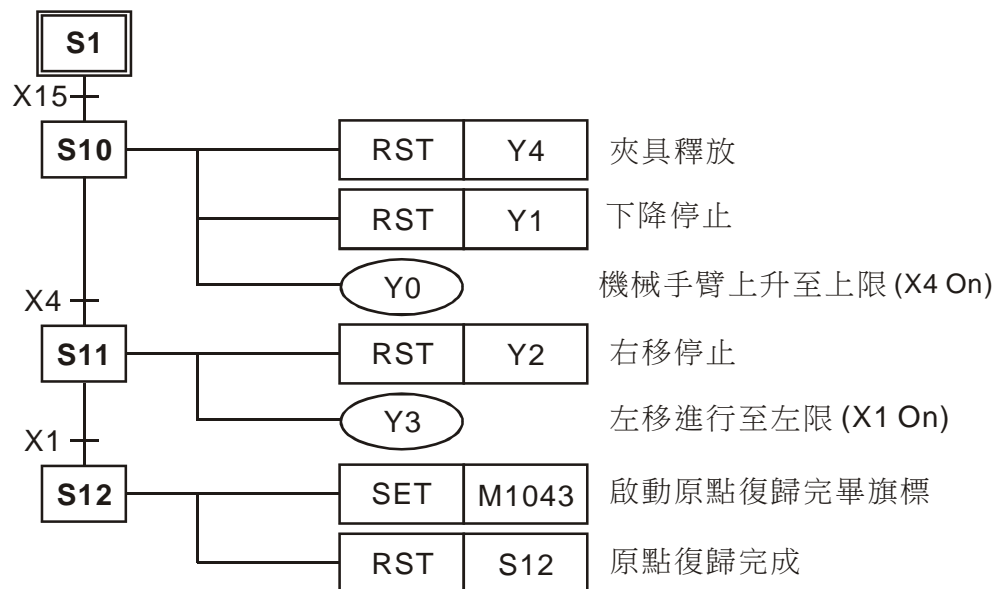 S1
X15
S10 RST Y4 夾具釋放
RST Y1 下降停止
Y0 機械手臂上升至上限 (X4 On)
X4
S11 RST Y2 右移停止
Y3 左移進行至左限 (X1 On)
X1
S12 SET M1043 啟動原點復歸完畢旗標
RST S12 原點復歸完成